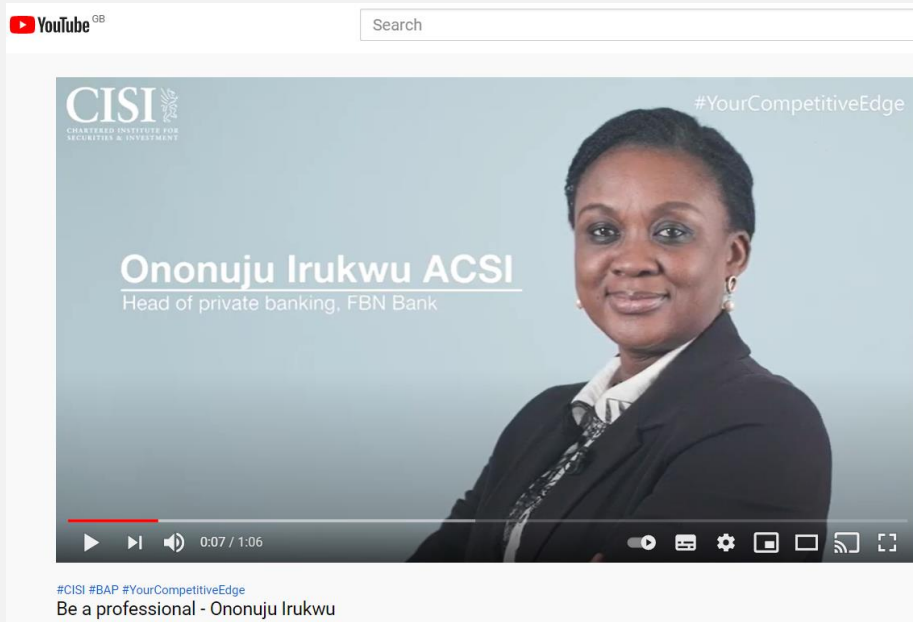 YouTube GB
Search
CISI
CHARTERED INSTITUTE FOR
SECURITIES & INVESTMENT
#YourCompetitiveEdge
Ononuju Irukwu ACSI
Head of private banking, FBN Bank
0:07 / 1:06
#CISI #BAP #YourCompetitiveEdge
Be a professional - Ononuju Irukwu